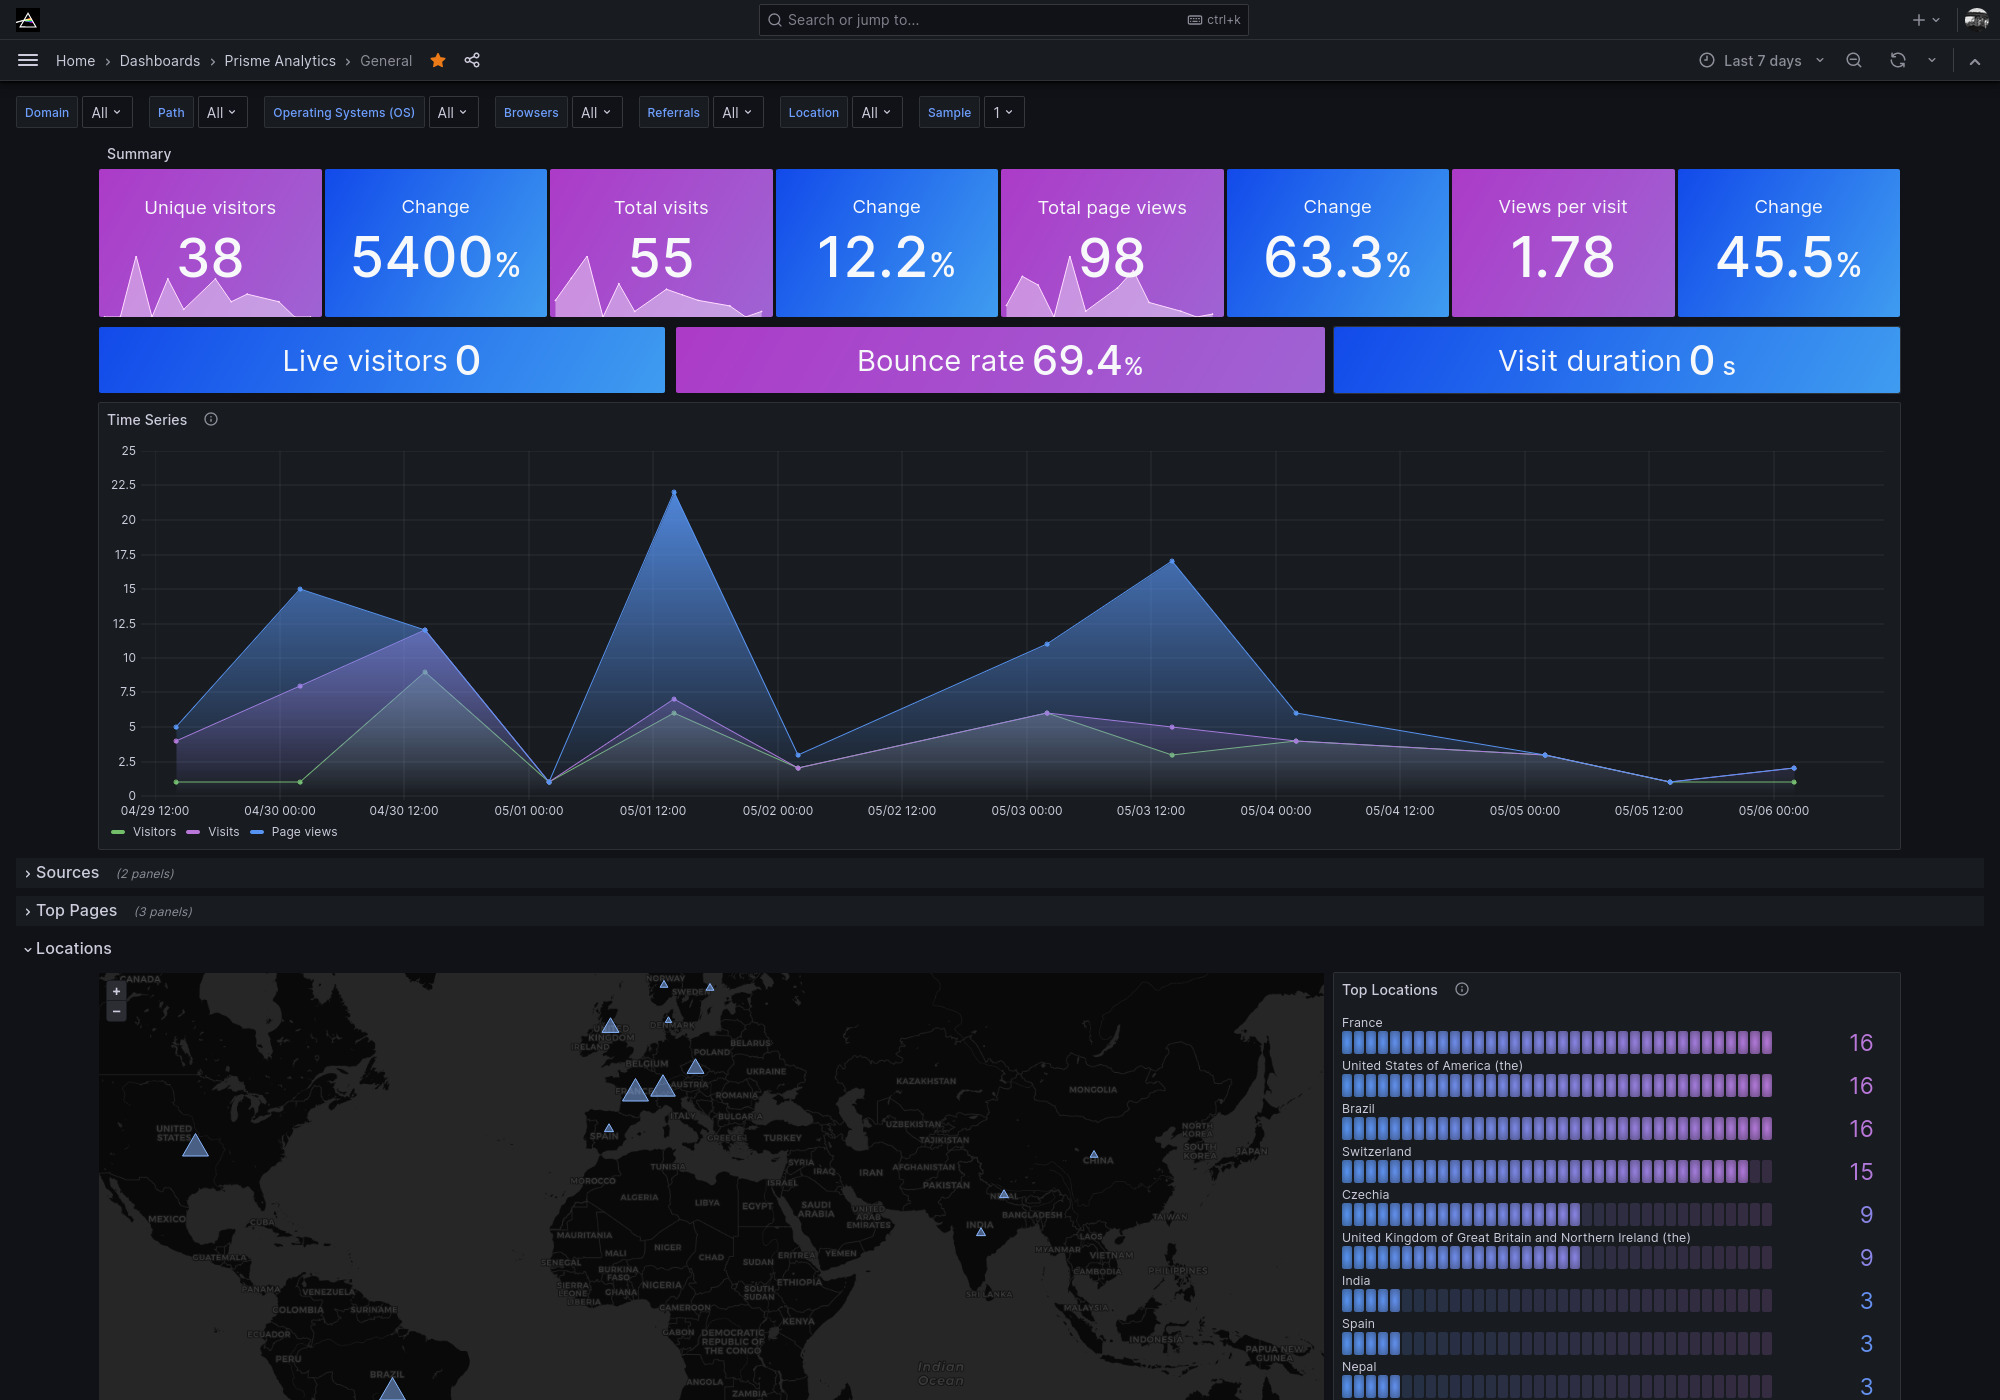 Search or jump to...
ctrl+k
Home › Dashboards › Prisme Analytics › General
Last 7 days
Domain All
Path All
Operating Systems (OS) All
Browsers All
Referrals All
Location All
Sample 1
Summary
Unique visitors
38
Change
5400%
Total visits
55
Change
12.2%
Total page views
98
Change
63.3%
Views per visit
1.78
Change
45.5%
Live visitors 0
Bounce rate 69.4%
Visit duration 0 s
Time Series
25
22.5
20
17.5
15
12.5
10
7.5
5
2.5
0
04/29 12:00
04/30 00:00
04/30 12:00
05/01 00:00
05/01 12:00
05/02 00:00
05/02 12:00
05/03 00:00
05/03 12:00
05/04 00:00
05/04 12:00
05/05 00:00
05/05 12:00
05/06 00:00
Visitors
Visits
Page views
Sources (2 panels)
Top Pages (3 panels)
Locations
+
−
CANADA
NORWAY
SWEDEN
KINGDOM
IRELAND
DENMARK
BELARUS
POLAND
BELGIUM
UKRAINE
AUSTRIA
ROMANIA
KAZAKHSTAN
MONGOLIA
ITALY
BULGARIA
UZBEKISTAN
UNITED
STATES
SPAIN
GREECE
TURKEY
TAJIKISTAN
NORTH
KOREA
SOUTH
KOREA
JAPAN
TUNISIA
SYRIA
IRAQ
IRAN
AFGHANISTAN
CHINA
MOROCCO
ISRAEL
PAKISTAN
ALGERIA
LIBYA
EGYPT
SAUDI
ARABIA
UNITED
ARAB
EMIRATES
NEPAL
BANGLADESH
TAIWAN
MEXICO
CUBA
INDIA
MAURITANIA
MALI
NIGER
CHAD
SUDAN
ERITREA
YEMEN
LAOS
MYANMAR
VIETNAM
GUATEMALA
SENEGAL
BURKINA
FASO
CAMBODIA
PHILIPPINES
SIERRA
LEONE
LIBERIA
GHANA
NIGERIA
SOUTH
SUDAN
ETHIOPIA
SRI LANKA
PANAMA
VENEZUELA
COLOMBIA
SURINAME
CAMEROON
MALAYSIA
KENYA
ECUADOR
GABON
DEMOCRATIC
REPUBLIC OF
THE CONGO
INDONESIA
PAPUA NEW
GUINEA
PERU
Indian
Ocean
BRAZIL
ANGOLA
ZAMBIA
Top Locations
France
16
United States of America (the)
16
Brazil
16
Switzerland
15
Czechia
9
United Kingdom of Great Britain and Northern Ireland (the)
9
India
3
Spain
3
Nepal
3